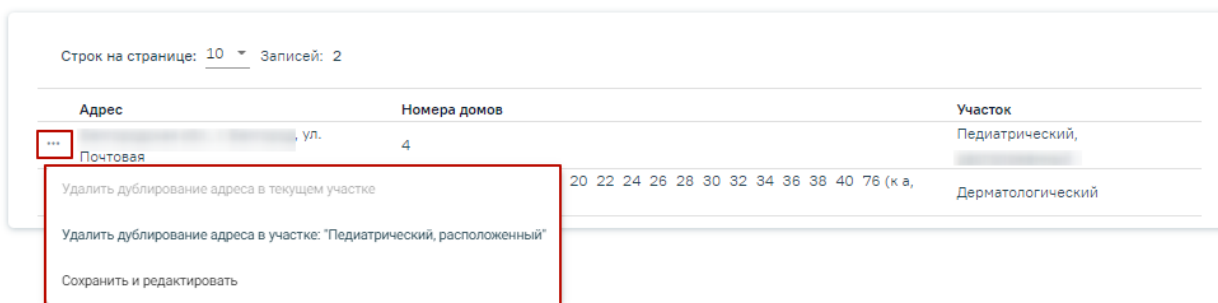 Строк на странице: 10 Записей: 2
Адрес Номера домов Участок
, ул. Почтовая 4 Педиатрический,
20 22 24 26 28 30 32 34 36 38 40 76 (к а, Дерматологический
Удалить дублирование адреса в текущем участке
Удалить дублирование адреса в участке: "Педиатрический, расположенный"
Сохранить и редактировать